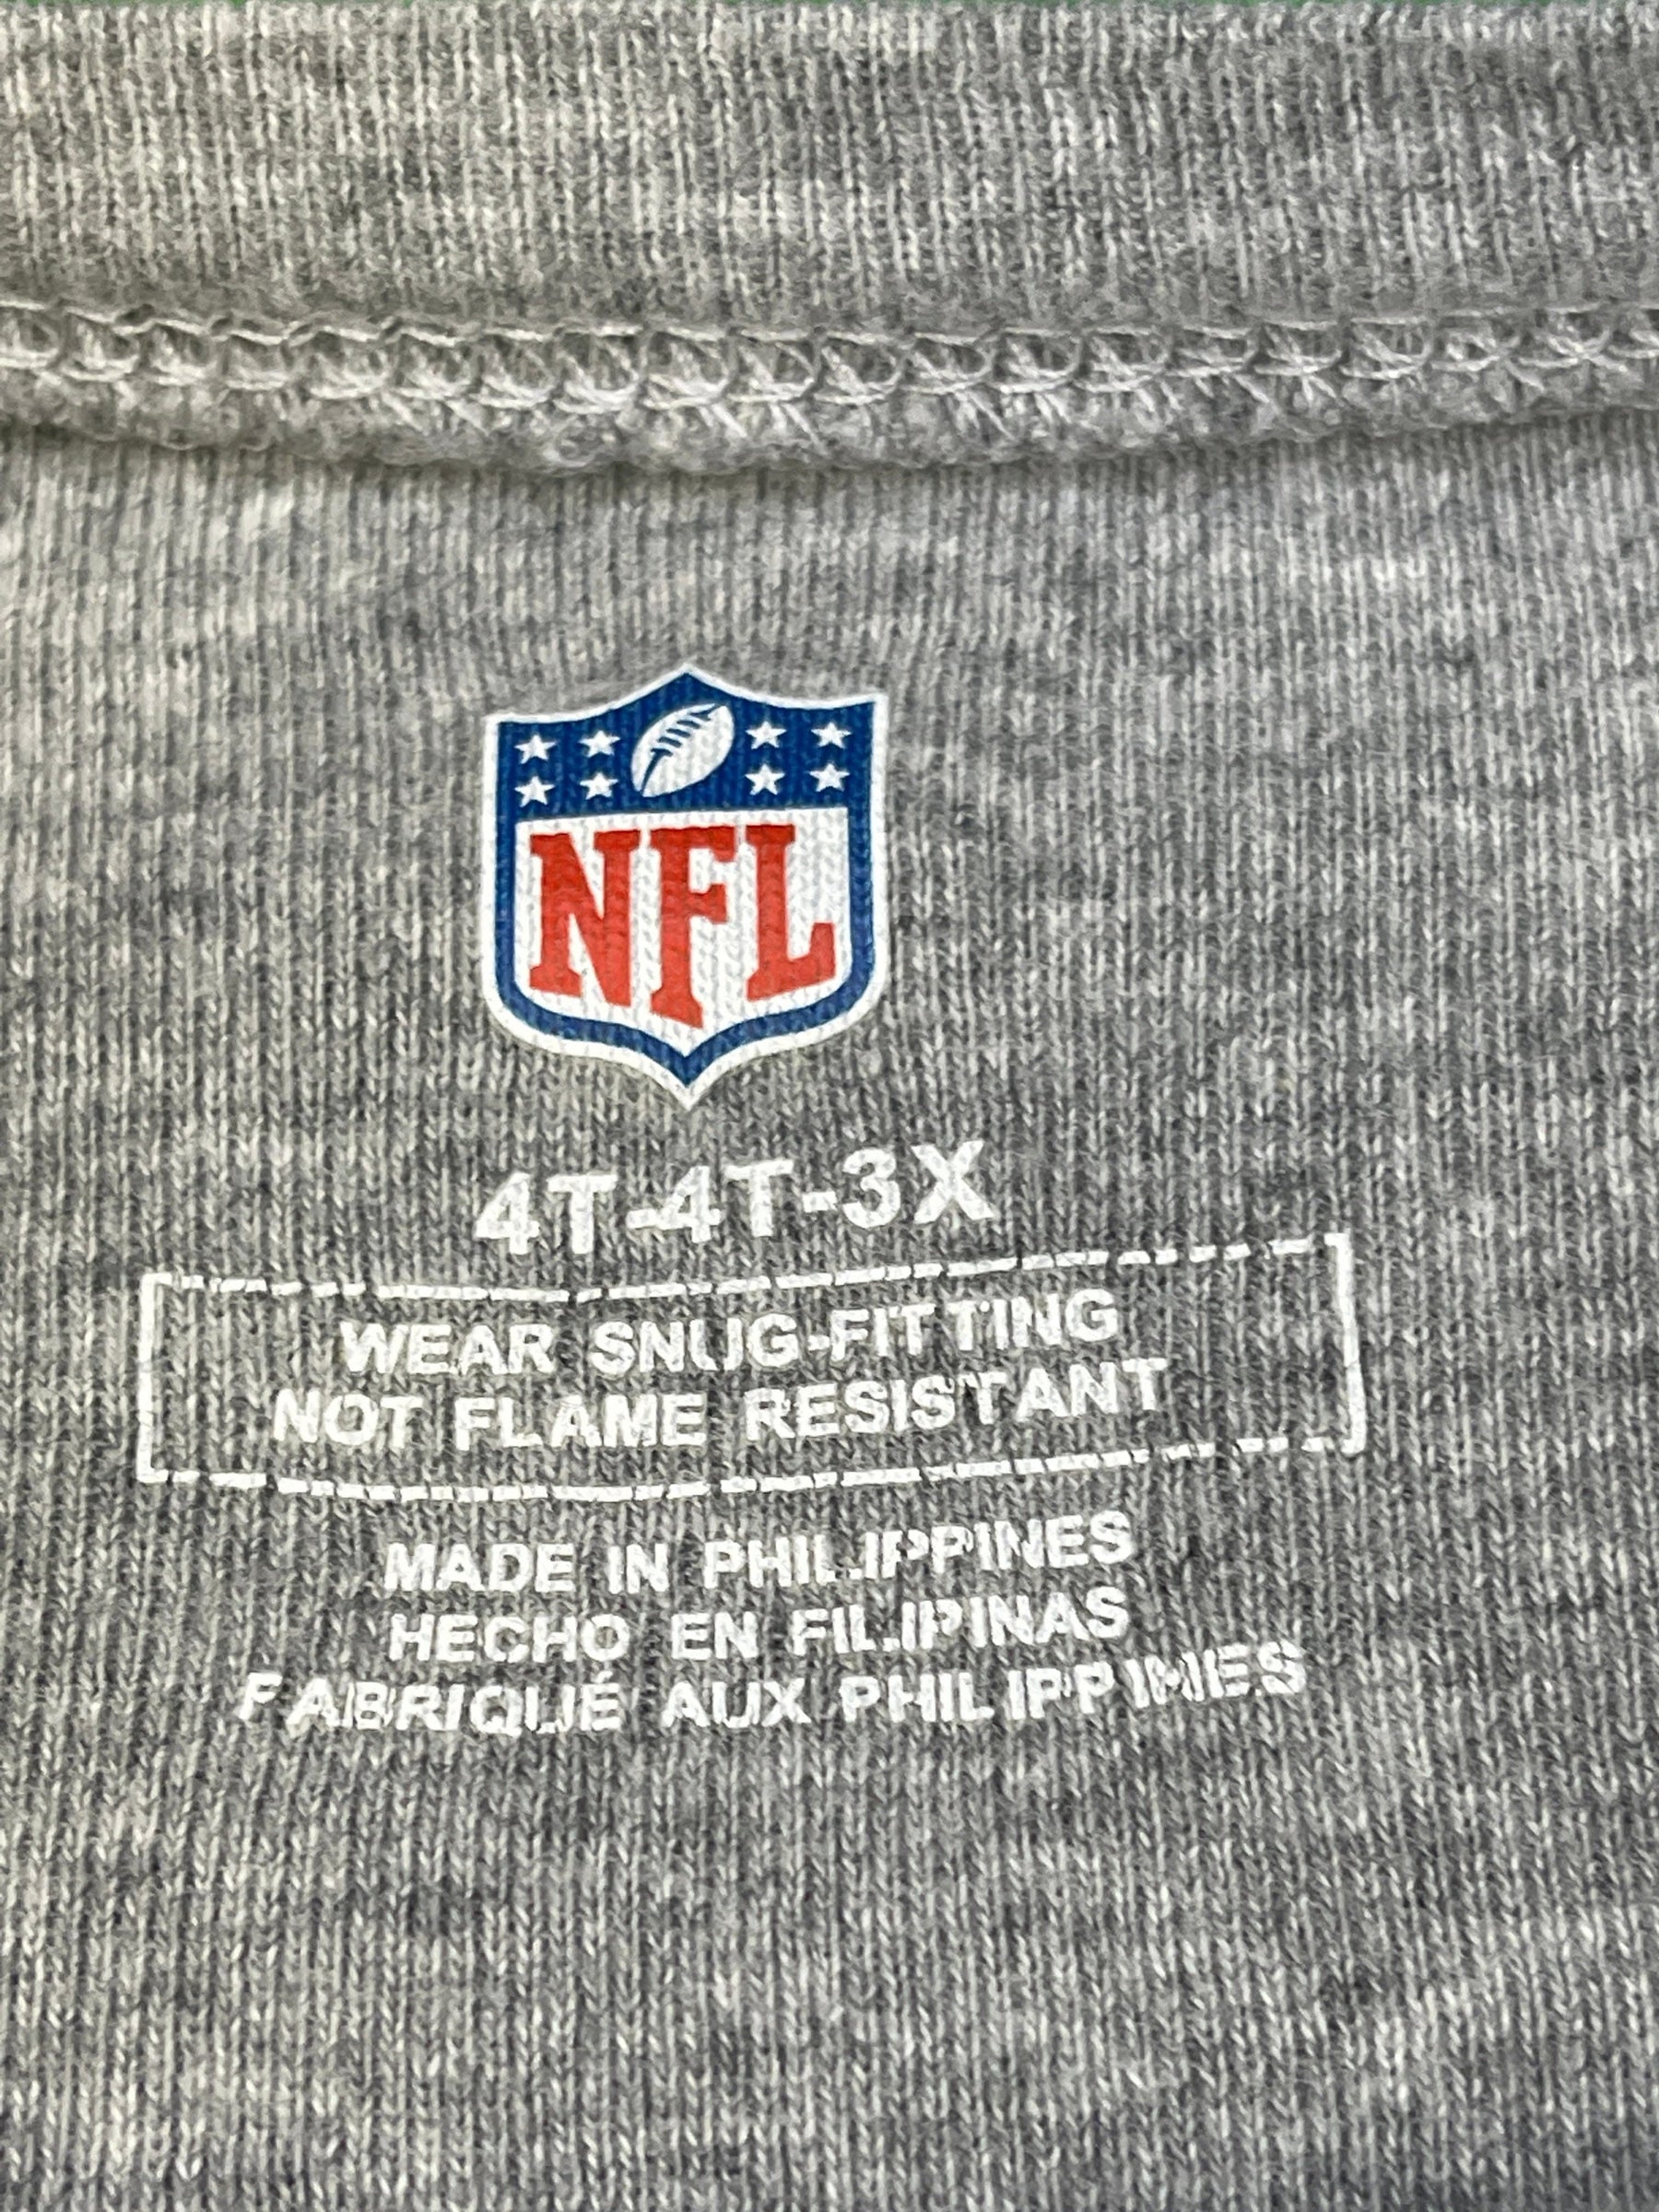 NFL
4T-4T-3X
WEAR SNUG-FITTING
NOT FLAME RESISTANT
MADE IN PHILIPPINES
HECHO EN FILIPINAS
FABRIQUÉ AUX PHILIPPINES